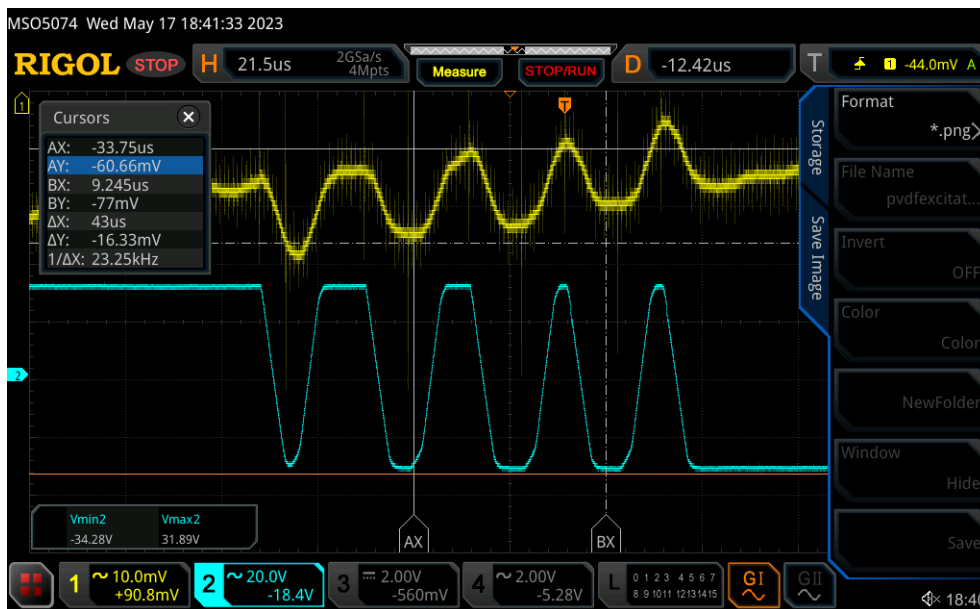 MSO5074 Wed May 17 18:41:33 2023
RIGOL STOP H 21.5us 2GSa/s 4Mpts Measure STOP/RUN D -12.42us T 1 -44.0mV A
1
T
Cursors
AX: -33.75us
AY: -60.66mV
BX: 9.245us
BY: -77mV
ΔX: 43us
ΔY: -16.33mV
1/ΔX: 23.25kHz
2
AX BX
Vmin2 Vmax2
-34.28V 31.89V
Storage
Save Image
Format
*.png
File Name
pvdfexcitat...
Invert
OFF
Color
Color
NewFolder
Window
Hide
Save
1 10.0mV +90.8mV
2 20.0V -18.4V
3 2.00V -560mV
4 2.00V -5.28V
L 0 1 2 3 4 5 6 7
8 9 10 11 12 13 14 15
GI GII